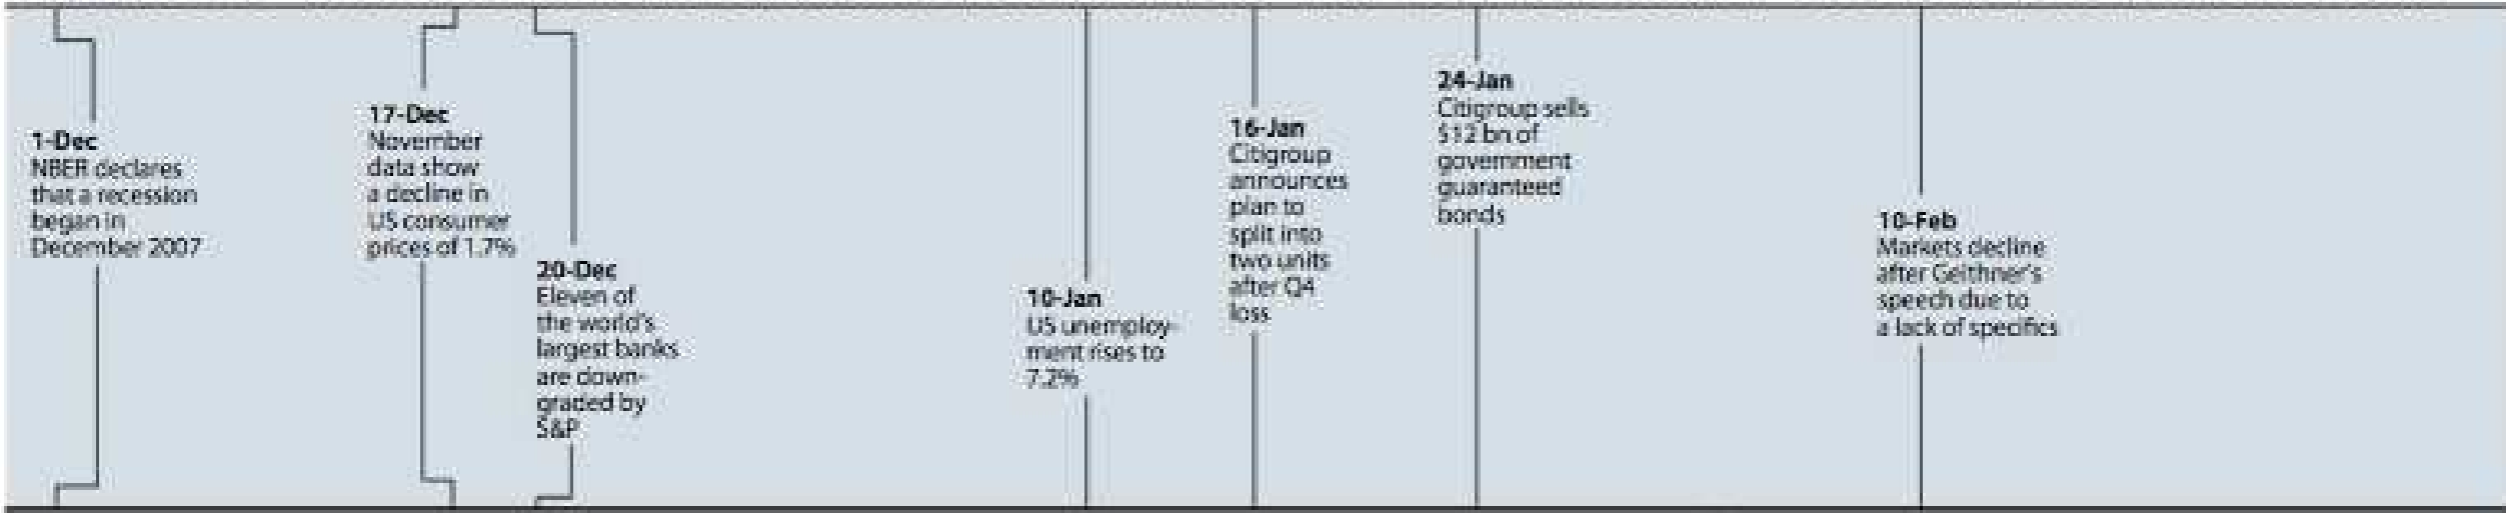 1-Dec
NBER declares
that a recession
began in
December 2007
17-Dec
November
data show
a decline in
US consumer
prices of 1.7%
20-Dec
Eleven of
the world's
largest banks
are down-
graded by
S&P
10-Jan
US unemploy-
ment rises to
7.2%
16-Jan
Citigroup
announces
plan to
split into
two units
after Q4
loss
24-Jan
Citigroup sells
$12 bn of
government
guaranteed
bonds
10-Feb
Markets decline
after Geithner's
speech due to
a lack of specifics